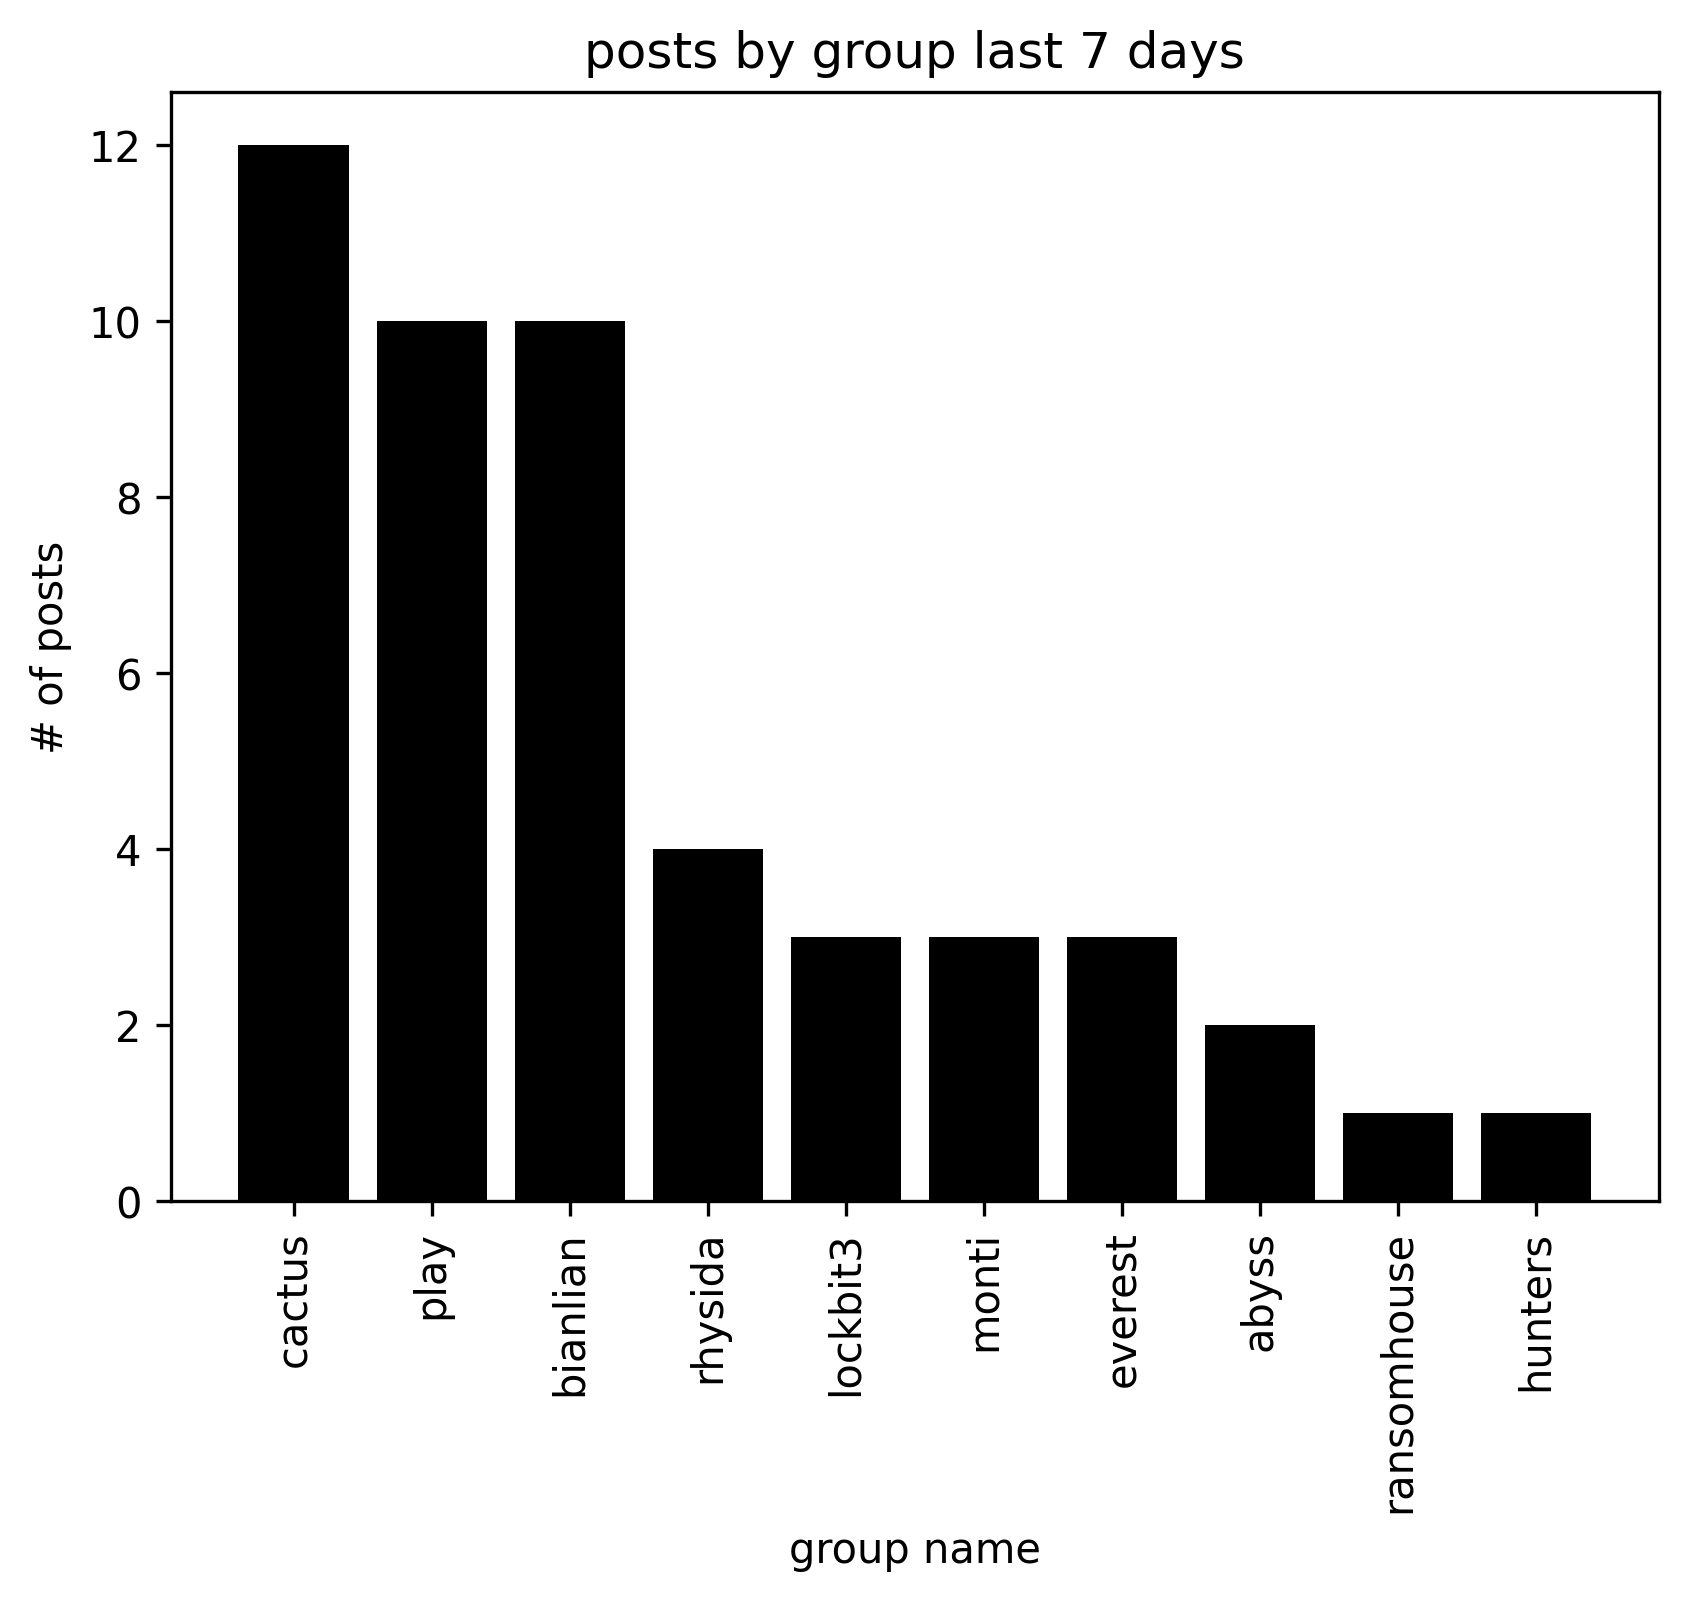 posts by group last 7 days
# of posts
12
10
8
6
4
2
0
cactus
play
bianlian
rhysida
lockbit3
monti
everest
abyss
ransomhouse
hunters
group name